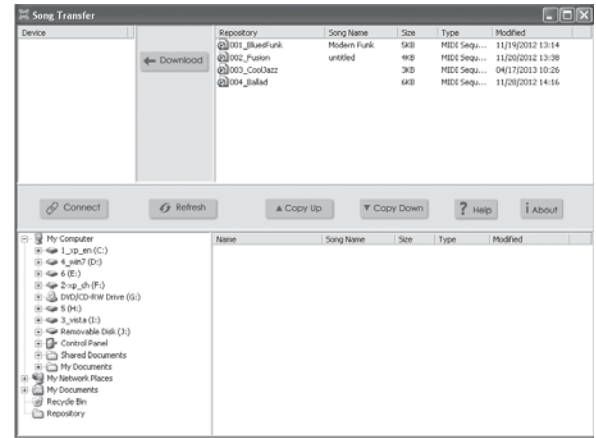 Song Transfer
Device
Download
Repository Song Name Size Type Modified
001_BluesFunk Modern Funk 5KB MIDI Sequ... 11/19/2012 13:14
002_Fusion untitled 4KB MIDI Sequ... 11/20/2012 13:38
003_CoolJazz 3KB MIDI Sequ... 04/17/2013 10:26
004_Ballad 6KB MIDI Sequ... 11/28/2012 14:16
Connect Refresh Copy Up Copy Down ? Help i About
My Computer
1_xp_en (C:)
4_win7 (D:)
6 (E:)
2-xp_ch (F:)
DVD/CD-RW Drive (G:)
5 (H:)
3_vista (I:)
Removable Disk (J:)
Control Panel
Shared Documents
My Documents
My Network Places
My Documents
Recycle Bin
Repository
Name Song Name Size Type Modified